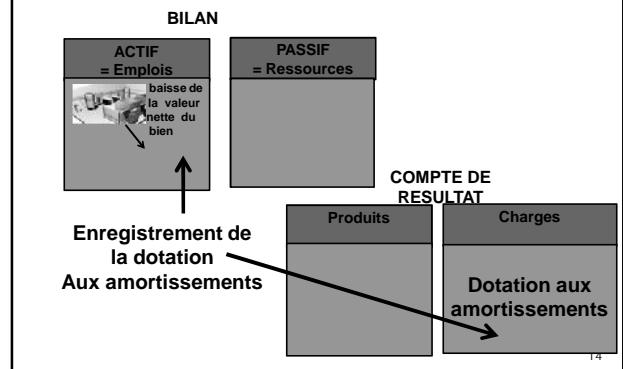 BILAN
ACTIF
= Emplois
PASSIF
= Ressources
baisse de
la valeur
nette du
bien
COMPTE DE
RESULTAT
Produits
Charges
Enregistrement de
la dotation
Aux amortissements
Dotation aux
amortissements
14